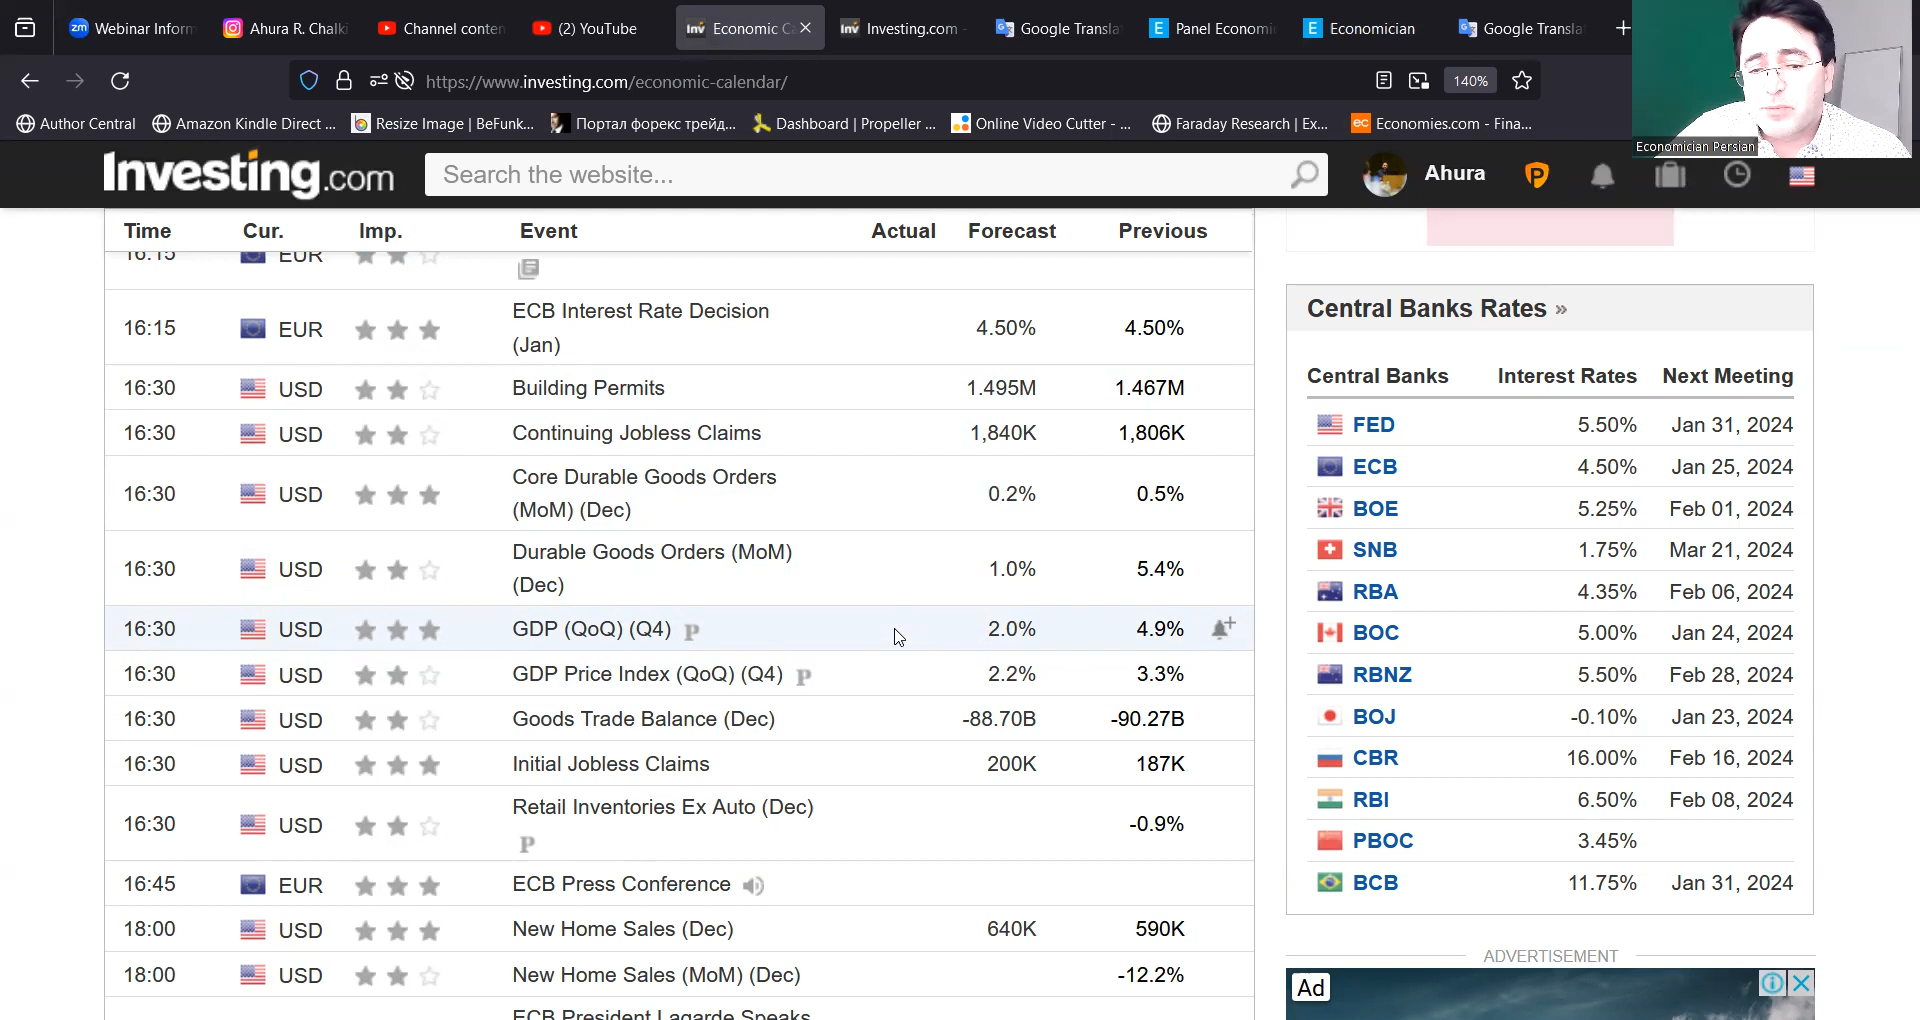 Webinar Inform
Ahura R. Chalki
Channel conten
(2) YouTube
Economic C
Investing.com -
Google Transla
Panel Economi
Economician
Google Transla
https://www.investing.com/economic-calendar/
140%
Author Central
Amazon Kindle Direct ...
Resize Image | BeFunk...
Портал форекс трейд...
Dashboard | Propeller ...
Online Video Cutter - ...
Faraday Research | Ex...
Economies.com - Fina...
Economician Persian
Investing.com
Search the website...
Ahura
Time Cur. Imp. Event Actual Forecast Previous
16:15 EUR
16:15 EUR ECB Interest Rate Decision (Jan) 4.50% 4.50%
16:30 USD Building Permits 1.495M 1.467M
16:30 USD Continuing Jobless Claims 1,840K 1,806K
16:30 USD Core Durable Goods Orders (MoM) (Dec) 0.2% 0.5%
16:30 USD Durable Goods Orders (MoM) (Dec) 1.0% 5.4%
16:30 USD GDP (QoQ) (Q4) P 2.0% 4.9%
16:30 USD GDP Price Index (QoQ) (Q4) P 2.2% 3.3%
16:30 USD Goods Trade Balance (Dec) -88.70B -90.27B
16:30 USD Initial Jobless Claims 200K 187K
16:30 USD Retail Inventories Ex Auto (Dec) P -0.9%
16:45 EUR ECB Press Conference
18:00 USD New Home Sales (Dec) 640K 590K
18:00 USD New Home Sales (MoM) (Dec) -12.2%
ECB President Lagarde Speaks
Central Banks Rates »
Central Banks Interest Rates Next Meeting
FED 5.50% Jan 31, 2024
ECB 4.50% Jan 25, 2024
BOE 5.25% Feb 01, 2024
SNB 1.75% Mar 21, 2024
RBA 4.35% Feb 06, 2024
BOC 5.00% Jan 24, 2024
RBNZ 5.50% Feb 28, 2024
BOJ -0.10% Jan 23, 2024
CBR 16.00% Feb 16, 2024
RBI 6.50% Feb 08, 2024
PBOC 3.45%
BCB 11.75% Jan 31, 2024
ADVERTISEMENT
Ad